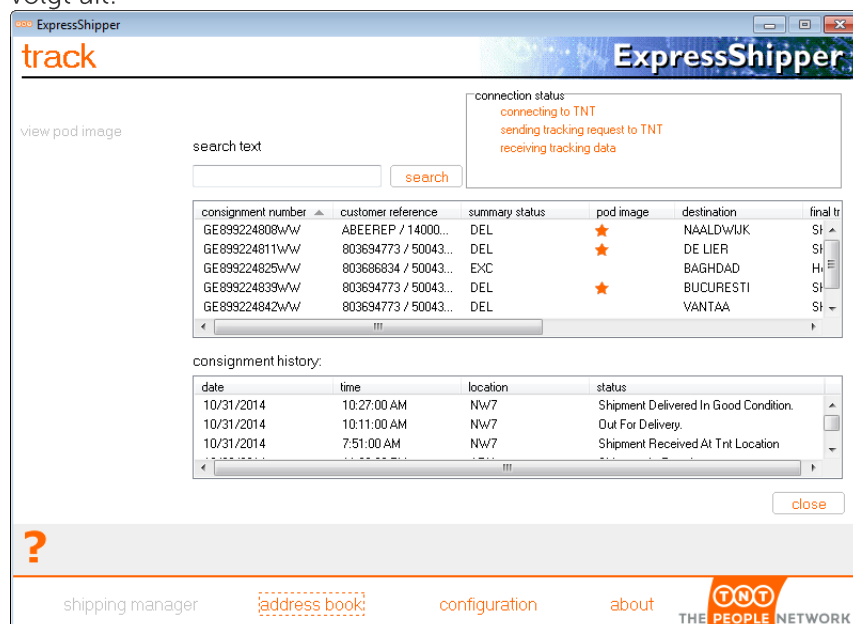 volgt uit:
ExpressShipper
track
ExpressShipper
connection status
connecting to TNT
sending tracking request to TNT
receiving tracking data
view pod image
search text
search
consignment number customer reference summary status pod image destination final tr
GE899224808WW ABEEREP / 14000... DEL NAALDWIJK
GE899224811WW 803694773 / 50043... DEL DE LIER
GE899224825WW 803686834 / 50043... EXC BAGHDAD
GE899224839WW 803694773 / 50043... DEL BUCURESTI
GE899224842WW 803694773 / 50043... DEL VANTAA
consignment history:
date time location status
10/31/2014 10:27:00 AM NW7 Shipment Delivered In Good Condition.
10/31/2014 10:11:00 AM NW7 Out For Delivery.
10/31/2014 7:51:00 AM NW7 Shipment Received At Tnt Location
close
?
shipping manager address book configuration about
TNT
THE PEOPLE NETWORK